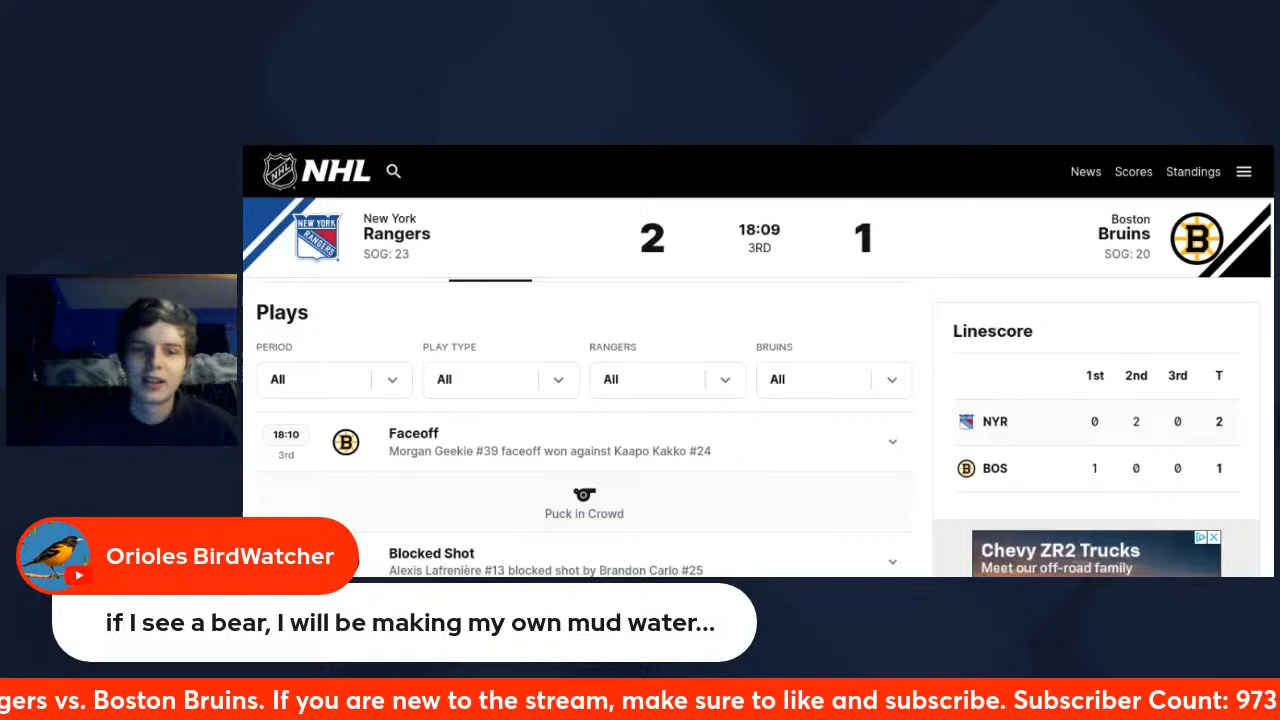 NHL
NHL
News Scores Standings
New York
Rangers
SOG: 23
NEW YORK
RANGERS
2
18:09
3RD
1
Boston
Bruins
SOG: 20
B
Plays
PERIOD PLAY TYPE RANGERS BRUINS
All All All All
18:10
3rd
B
Faceoff
Morgan Geekie #39 faceoff won against Kaapo Kakko #24
Puck in Crowd
Blocked Shot
Alexis Lafrenière #13 blocked shot by Brandon Carlo #25
Linescore
1st 2nd 3rd T
NYR 0 2 0 2
BOS 1 0 0 1
Chevy ZR2 Trucks
Meet our off-road family
Orioles BirdWatcher
if I see a bear, I will be making my own mud water...
gers vs. Boston Bruins. If you are new to the stream, make sure to like and subscribe. Subscriber Count: 973